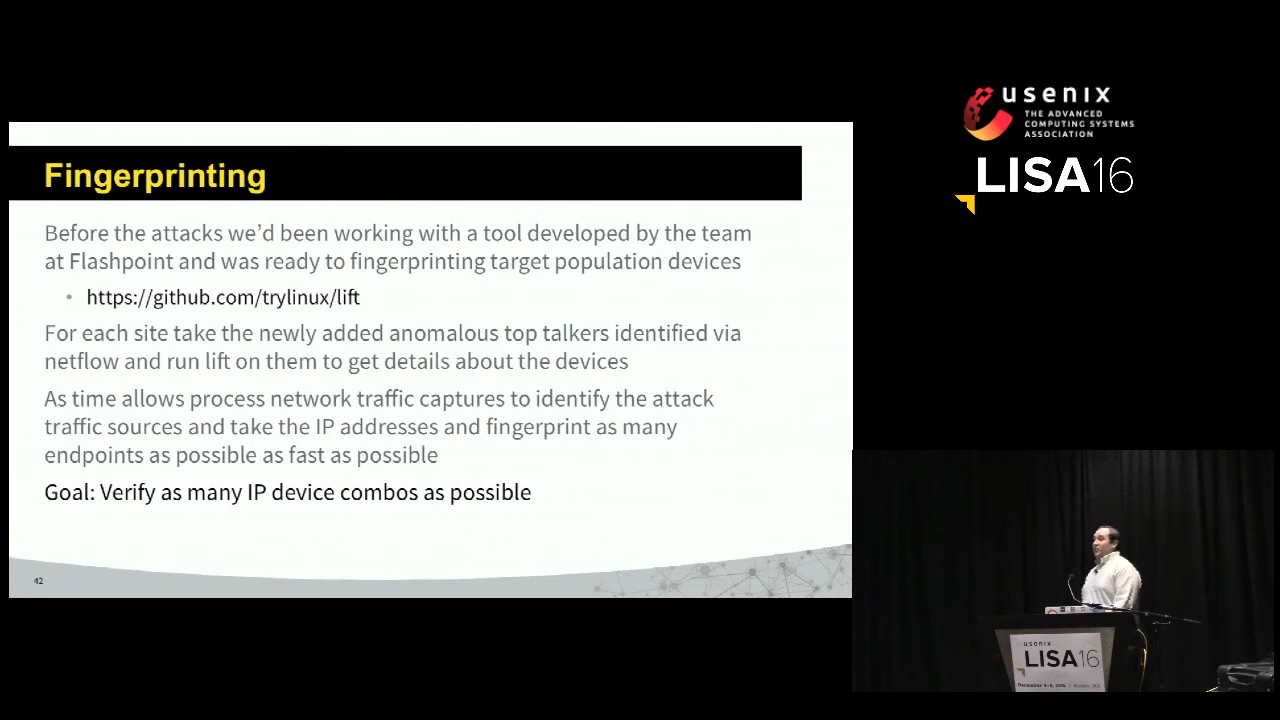 usenix
THE ADVANCED
COMPUTING SYSTEMS
ASSOCIATION
LISA16
Fingerprinting
Before the attacks we’d been working with a tool developed by the team
at Flashpoint and was ready to fingerprinting target population devices
• https://github.com/trylinux/lift
For each site take the newly added anomalous top talkers identified via
netflow and run lift on them to get details about the devices
As time allows process network traffic captures to identify the attack
traffic sources and take the IP addresses and fingerprint as many
endpoints as possible as fast as possible
Goal: Verify as many IP device combos as possible
42
usenix
LISA16